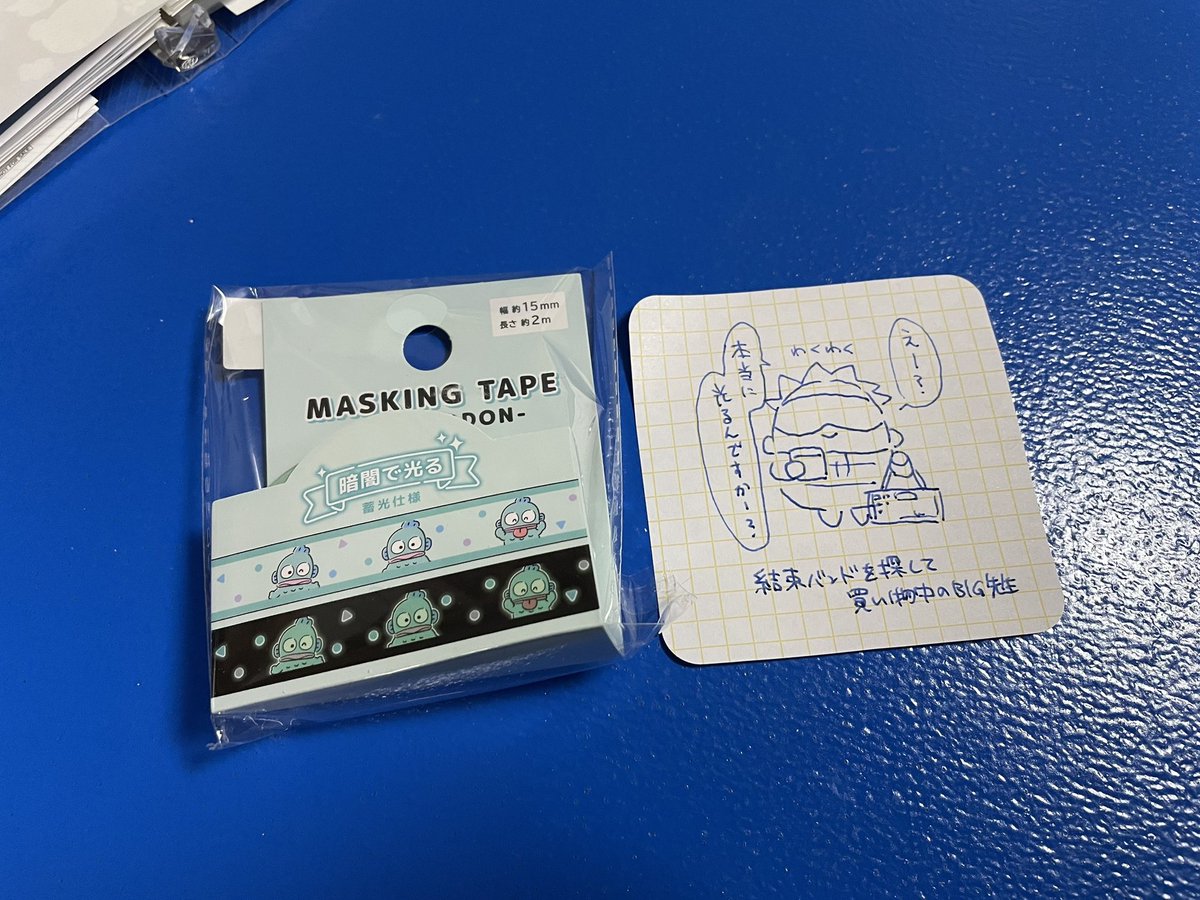 幅 約15mm
長さ 約2m
MASKING TAPE
DON-
暗闇で光る
蓄光仕様
えー?
わくわく
本当に
光るんですかー?
結束バンドを探して
買い物中のBIG先生